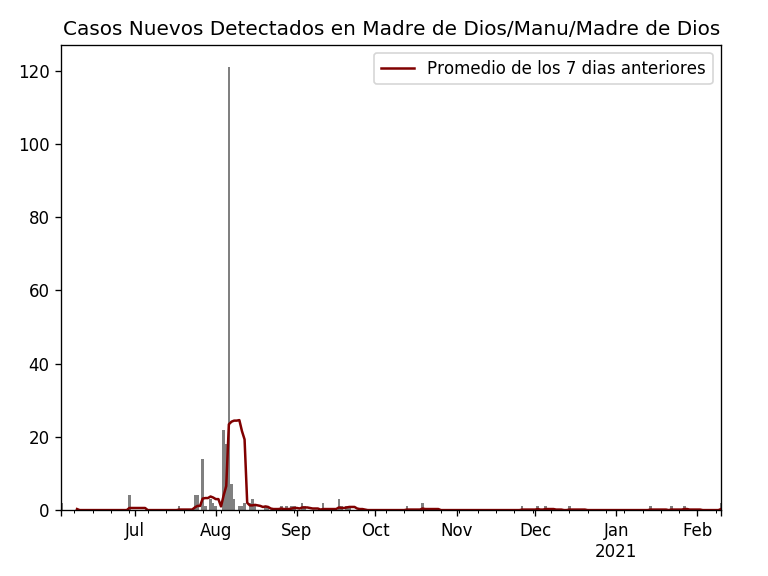 Casos Nuevos Detectados en Madre de Dios/Manu/Madre de Dios
Promedio de los 7 dias anteriores
120
100
80
60
40
20
0
Jul Aug Sep Oct Nov Dec Jan Feb
2021